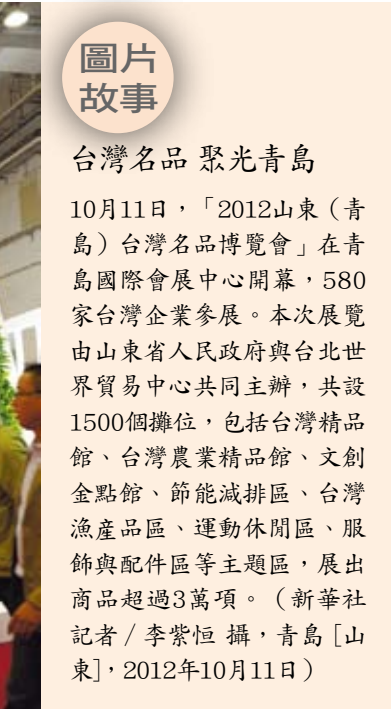 圖片
故事
台灣名品 聚光青島
10月11日，「2012山東（青
島）台灣名品博覽會」在青
島國際會展中心開幕，580
家台灣企業參展。本次展覽
由山東省人民政府與台北世
界貿易中心共同主辦，共設
1500個攤位，包括台灣精品
館、台灣農業精品館、文創
金點館、節能減排區、台灣
漁產品區、運動休閒區、服
飾與配件區等主題區，展出
商品超過3萬項。（新華社
記者／李紫恒 攝，青島［山
東］，2012年10月11日）